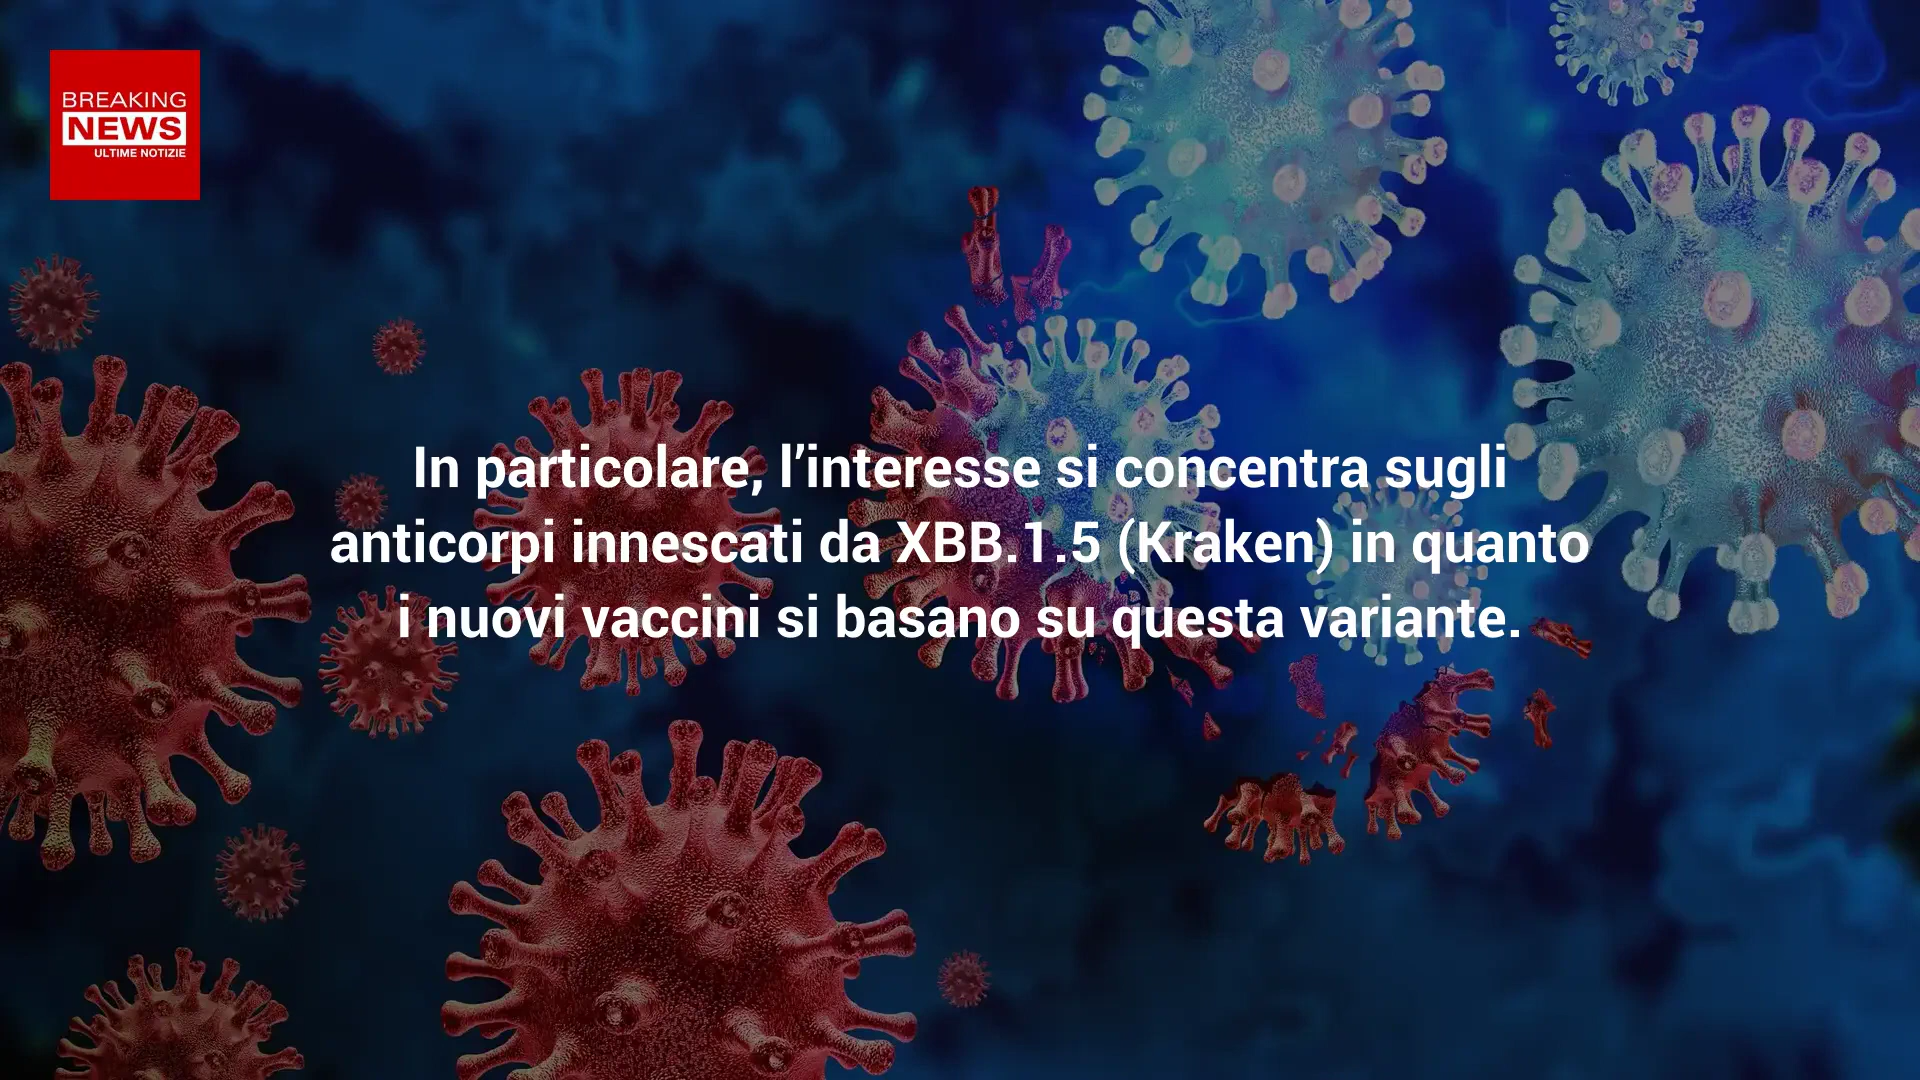 BREAKING
NEWS
ULTIME NOTIZIE
In particolare, l’interesse si concentra sugli
anticorpi innescati da XBB.1.5 (Kraken) in quanto
i nuovi vaccini si basano su questa variante.